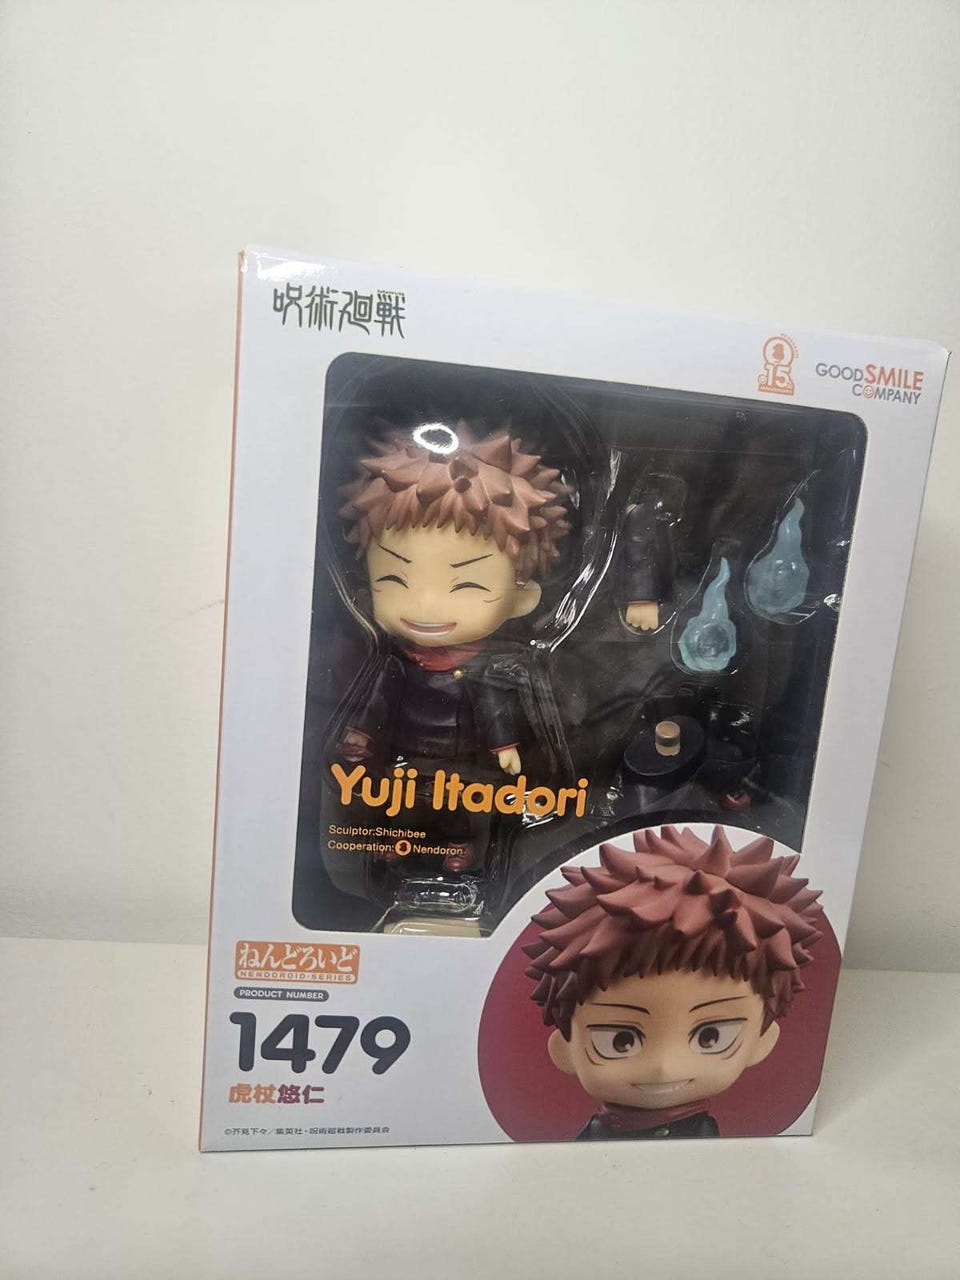 呪術廻戦
15
GOOD SMILE
COMPANY
Yuji Itadori
Sculptor:Shichibee
Cooperation: Nendoron
ねんどろいど
NENDOROID·SERIES
PRODUCT NUMBER
1479
虎杖悠仁
©芥見下々／集英社・呪術廻戦製作委員会